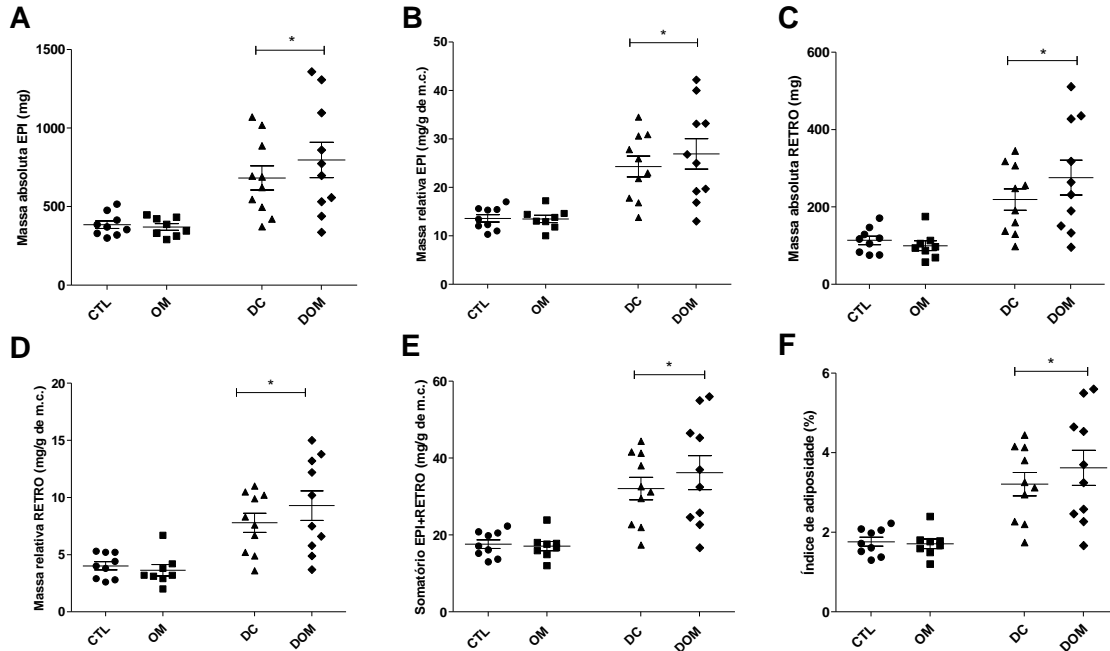 A
Massa absoluta EPI (mg)
1500
1000
500
0
*
CTL
OM
DC
DOM
B
Massa relativa EPI (mg/g de m.c.)
50
40
30
20
10
0
*
CTL
OM
DC
DOM
C
Massa absoluta RETRO (mg)
600
400
200
0
*
CTL
OM
DC
DOM
D
Massa relativa RETRO (mg/g de m.c.)
20
15
10
5
0
*
CTL
OM
DC
DOM
E
Somatório EPI+RETRO (mg/g de m.c.)
60
40
20
0
*
CTL
OM
DC
DOM
F
Índice de adiposidade (%)
6
4
2
0
*
CTL
OM
DC
DOM